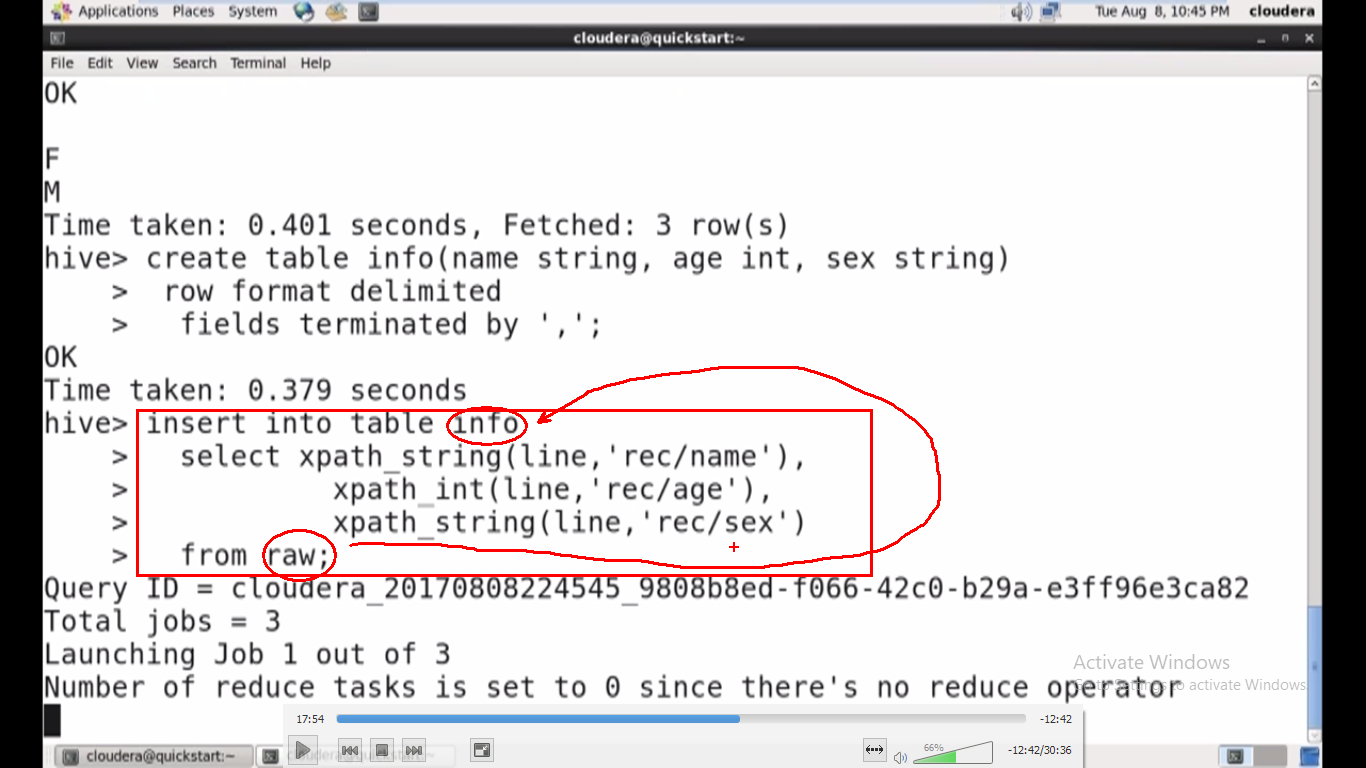 Applications Places System Tue Aug 8, 10:45 PM cloudera
cloudera@quickstart:~
File Edit View Search Terminal Help
OK
F
M
Time taken: 0.401 seconds, Fetched: 3 row(s)
hive> create table info(name string, age int, sex string)
> row format delimited
> fields terminated by ',';
OK
Time taken: 0.379 seconds
hive> insert into table info
> select xpath_string(line,'rec/name'),
> xpath_int(line,'rec/age'),
> xpath_string(line,'rec/sex')
> from raw;
Query ID = cloudera_20170808224545_9808b8ed-f066-42c0-b29a-e3ff96e3ca82
Total jobs = 3
Launching Job 1 out of 3
Number of reduce tasks is set to 0 since there's no reduce operator
Activate Windows
Go to Settings to activate Windows.
17:54 -12:42
66% -12:42/30:36
cloudera@quickstart:~ cloudera@quickstart:~